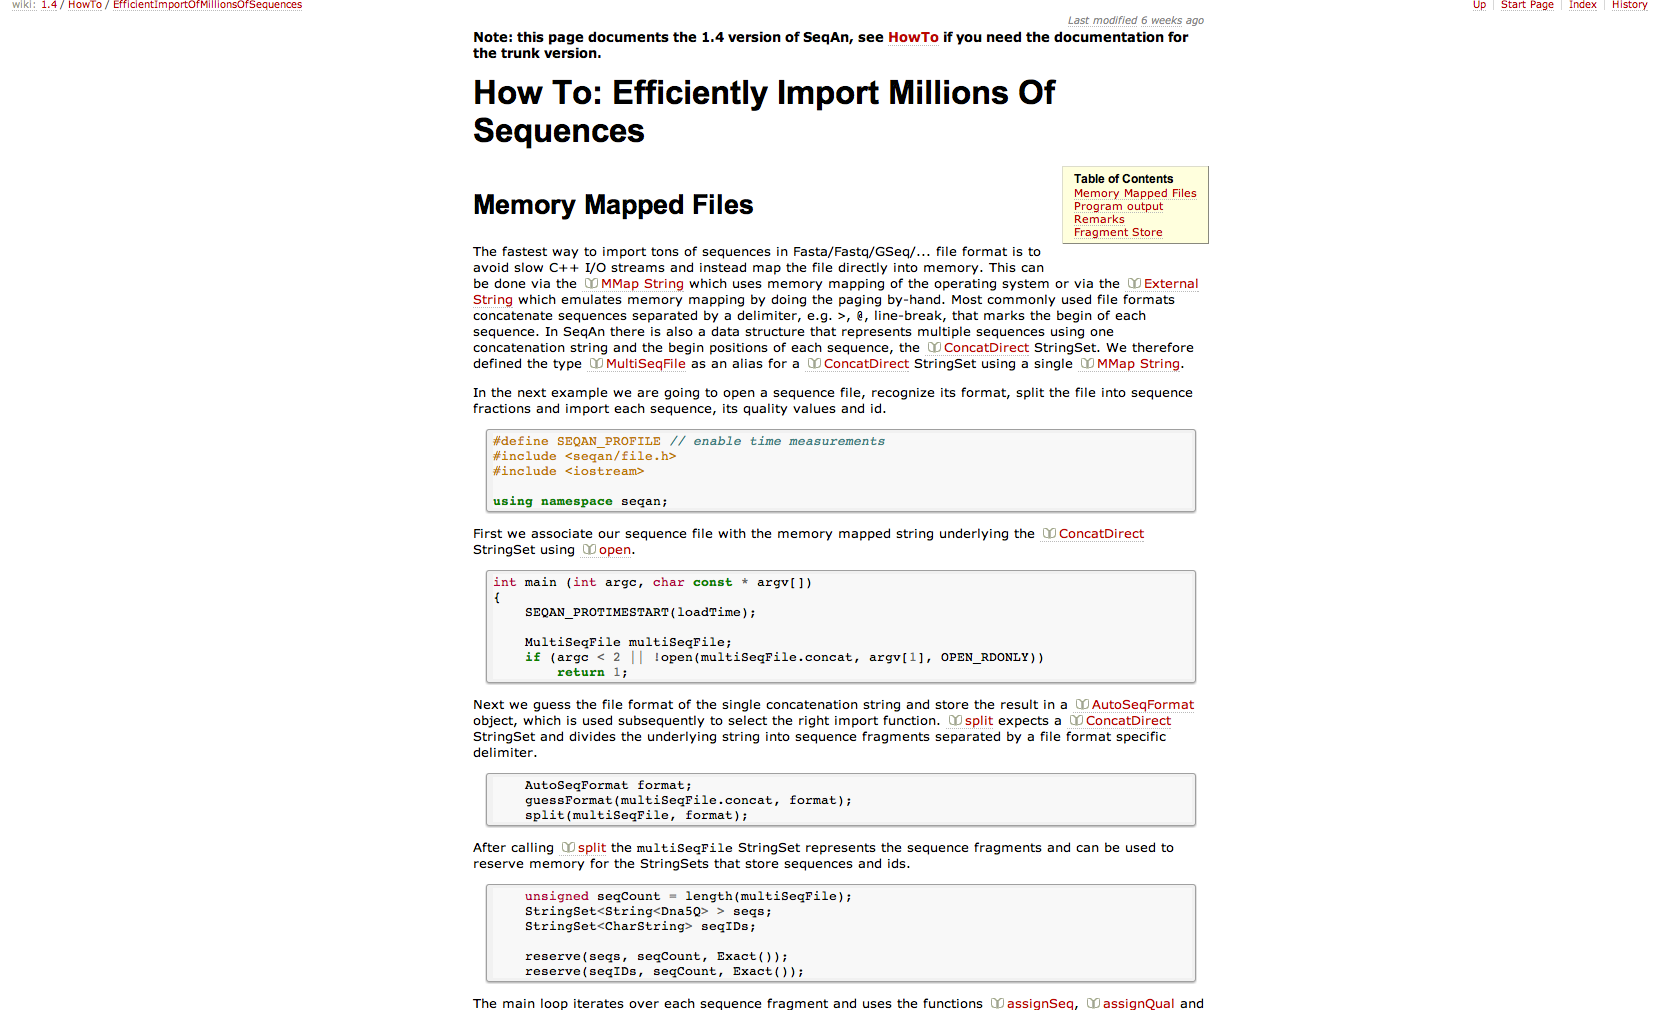 wiki: 1.4 / HowTo / EfficientImportOfMillionsOfSequences
Up | Start Page | Index | History
Last modified 6 weeks ago
Note: this page documents the 1.4 version of SeqAn, see HowTo if you need the documentation for
the trunk version.
How To: Efficiently Import Millions Of
Sequences
Table of Contents
Memory Mapped Files
Program output
Remarks
Fragment Store
Memory Mapped Files
The fastest way to import tons of sequences in Fasta/Fastq/GSeq/... file format is to
avoid slow C++ I/O streams and instead map the file directly into memory. This can
be done via the MMap String which uses memory mapping of the operating system or via the External
String which emulates memory mapping by doing the paging by-hand. Most commonly used file formats
concatenate sequences separated by a delimiter, e.g. >, @, line-break, that marks the begin of each
sequence. In SeqAn there is also a data structure that represents multiple sequences using one
concatenation string and the begin positions of each sequence, the ConcatDirect StringSet. We therefore
defined the type MultiSeqFile as an alias for a ConcatDirect StringSet using a single MMap String.
In the next example we are going to open a sequence file, recognize its format, split the file into sequence
fractions and import each sequence, its quality values and id.
#define SEQAN_PROFILE // enable time measurements
#include <seqan/file.h>
#include <iostream>
using namespace seqan;
First we associate our sequence file with the memory mapped string underlying the ConcatDirect
StringSet using open.
int main (int argc, char const * argv[])
{
SEQAN_PROTIMESTART(loadTime);
MultiSeqFile multiSeqFile;
if (argc < 2 || !open(multiSeqFile.concat, argv[1], OPEN_RDONLY))
return 1;
Next we guess the file format of the single concatenation string and store the result in a AutoSeqFormat
object, which is used subsequently to select the right import function. split expects a ConcatDirect
StringSet and divides the underlying string into sequence fragments separated by a file format specific
delimiter.
AutoSeqFormat format;
guessFormat(multiSeqFile.concat, format);
split(multiSeqFile, format);
After calling split the multiSeqFile StringSet represents the sequence fragments and can be used to
reserve memory for the StringSets that store sequences and ids.
unsigned seqCount = length(multiSeqFile);
StringSet<String<Dna5Q> > seqs;
StringSet<CharString> seqIDs;
reserve(seqs, seqCount, Exact());
reserve(seqIDs, seqCount, Exact());
The main loop iterates over each sequence fragment and uses the functions assignSeq, assignQual and